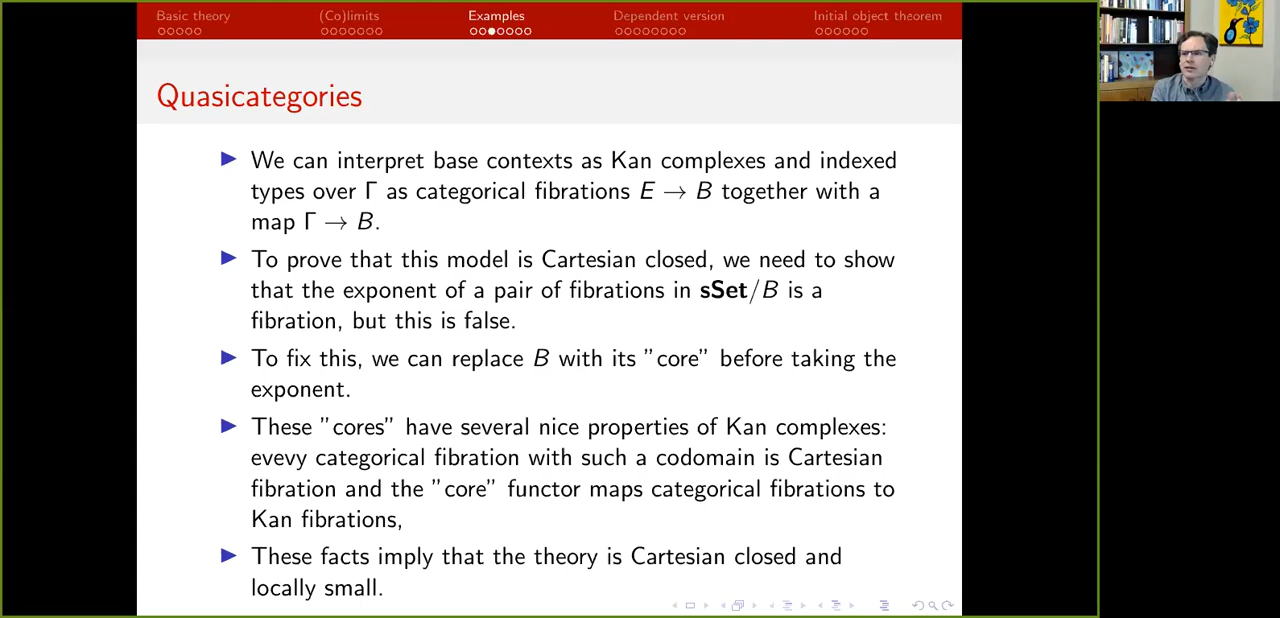 Basic theory (Co)limits Examples Dependent version Initial object theorem
Quasicategories
We can interpret base contexts as Kan complexes and indexed
types over Γ as categorical fibrations E → B together with a
map Γ → B.
To prove that this model is Cartesian closed, we need to show
that the exponent of a pair of fibrations in sSet/B is a
fibration, but this is false.
To fix this, we can replace B with its ”core” before taking the
exponent.
These ”cores” have several nice properties of Kan complexes:
evevy categorical fibration with such a codomain is Cartesian
fibration and the ”core” functor maps categorical fibrations to
Kan fibrations,
These facts imply that the theory is Cartesian closed and
locally small.